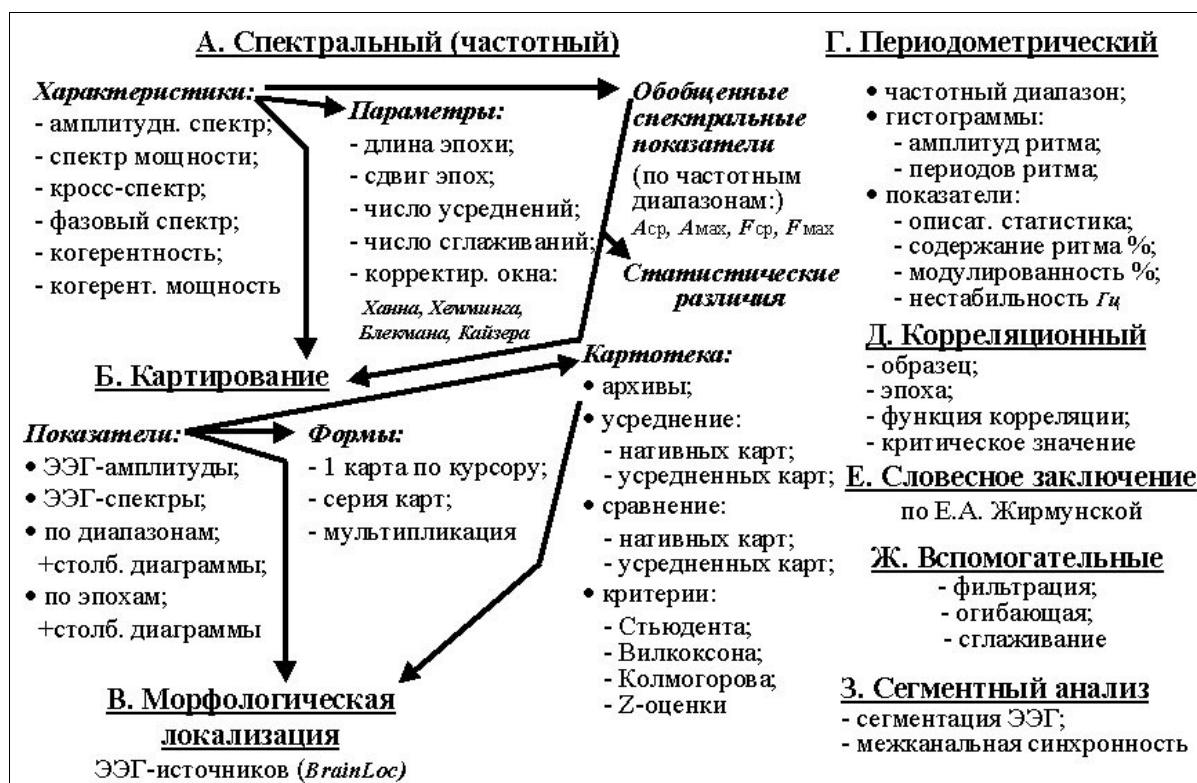 А. Спектральный (частотный)
Характеристики:
- амплитудн. спектр;
- спектр мощности;
- кросс-спектр;
- фазовый спектр;
- когерентность;
- когерент. мощность
Параметры:
- длина эпохи;
- сдвиг эпох;
- число усреднений;
- число сглаживаний;
- корректир. окна:
Ханна, Хемминга,
Блекмана, Кайзера
Обобщенные
спектральные
показатели
(по частотным
диапазонам:)
Aср, Aмах, Fср, Fмах
Статистические
различия
Б. Картирование
Показатели:
• ЭЭГ-амплитуды;
• ЭЭГ-спектры;
• по диапазонам;
+столб. диаграммы;
• по эпохам;
+столб. диаграммы
Формы:
- 1 карта по курсору;
- серия карт;
- мультипликация
Картотека:
• архивы;
• усреднение:
- нативных карт;
- усредненных карт;
• сравнение:
- нативных карт;
- усредненных карт;
• критерии:
- Стьюдента;
- Вилкоксона;
- Колмогорова;
- Z-оценки
В. Морфологическая
локализация
ЭЭГ-источников (BrainLoc)
Г. Периодометрический
• частотный диапазон;
• гистограммы:
- амплитуд ритма;
- периодов ритма;
• показатели:
- описат. статистика;
- содержание ритма %;
- модулированность %;
- нестабильность Гц
Д. Корреляционный
- образец;
- эпоха;
- функция корреляции;
- критическое значение
Е. Словесное заключение
по Е.А. Жирмунской
Ж. Вспомогательные
- фильтрация;
- огибающая;
- сглаживание
З. Сегментный анализ
- сегментация ЭЭГ;
- межканальная синхронность